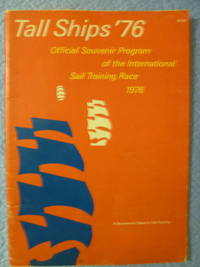 Tall Ships '76
Official Souvenir Program
of the International
Sail Training Race
1976